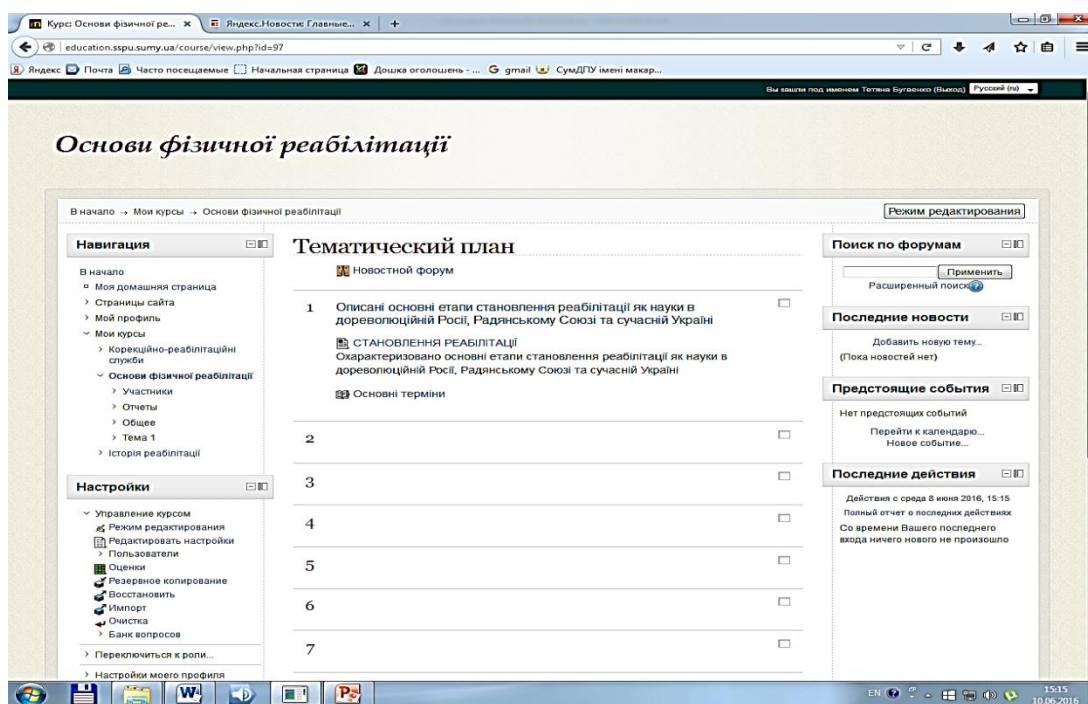 Курс: Основи фізичної ре... × Яндекс.Новости: Главные... × +
education.sspu.sumy.ua/course/view.php?id=97
Яндекс Почта Часто посещаемые Начальная страница Дошка оголошень - ... gmail СумДПУ імені макар...
Вы зашли под именем Тетяна Бугаенко (Выход) Русский (ru)
Основи фізичної реабілітації
В начало → Мои курсы → Основи фізичної реабілітації
Режим редактирования
Навигация
В начало
Моя домашняя страница
Страницы сайта
Мой профиль
Мои курсы
Корекційно-реабілітаційні
служби
Основи фізичної реабілітації
Участники
Отчеты
Общее
Тема 1
Історія реабілітації
Настройки
Управление курсом
Режим редактирования
Редактировать настройки
Пользователи
Оценки
Резервное копирование
Восстановить
Импорт
Очистка
Банк вопросов
Переключиться к роли...
Настройки моего профиля
Тематический план
Новостной форум
1 Описані основні етапи становлення реабілітації як науки в
дореволюційній Росії, Радянському Союзі та сучасній Україні
СТАНОВЛЕННЯ РЕАБІЛІТАЦІЇ
Охарактеризовано основні етапи становлення реабілітації як науки в
дореволюційній Росії, Радянському Союзі та сучасній Україні
Основні терміни
2
3
4
5
6
7
Поиск по форумам
Применить
Расширенный поиск
Последние новости
Добавить новую тему...
(Пока новостей нет)
Предстоящие события
Нет предстоящих событий
Перейти к календарю...
Новое событие...
Последние действия
Действия с среда 8 июня 2016, 15:15
Полный отчет о последних действиях
Со времени Вашего последнего
входа ничего нового не произошло
EN
15:15
10.06.2016